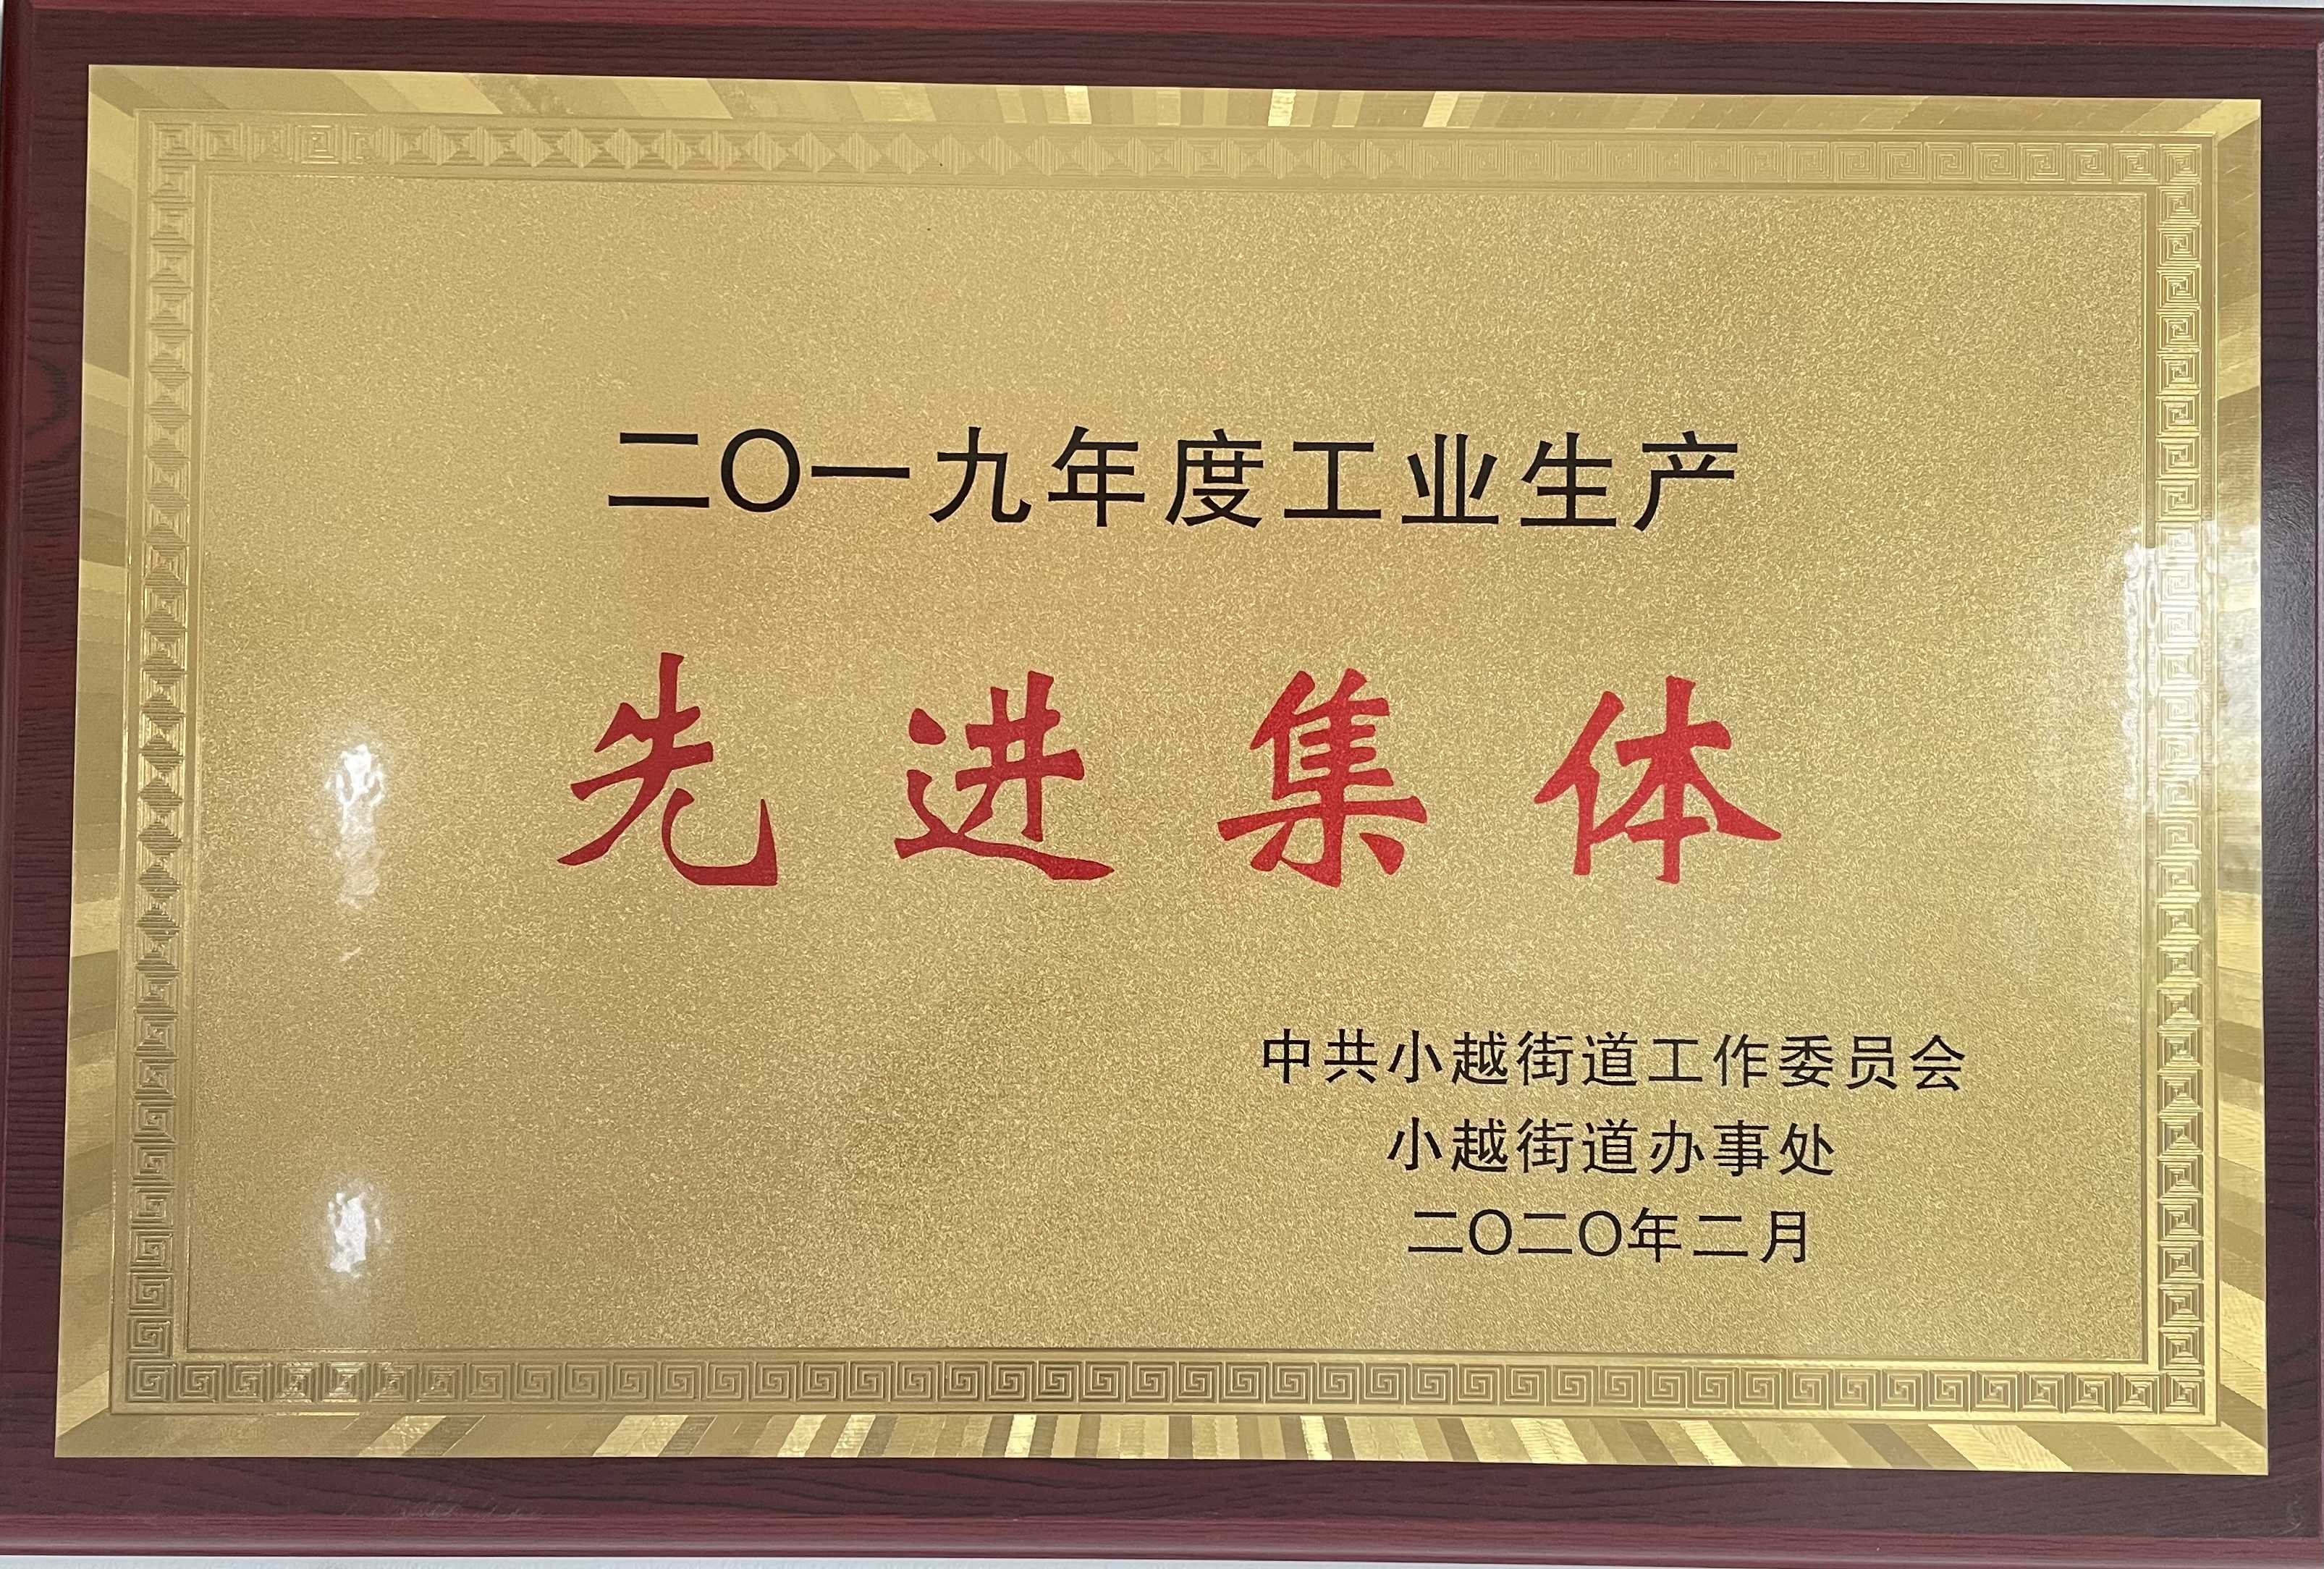 二〇一九年度工业生产
先进集体
中共小越街道工作委员会
小越街道办事处
二〇二〇年二月